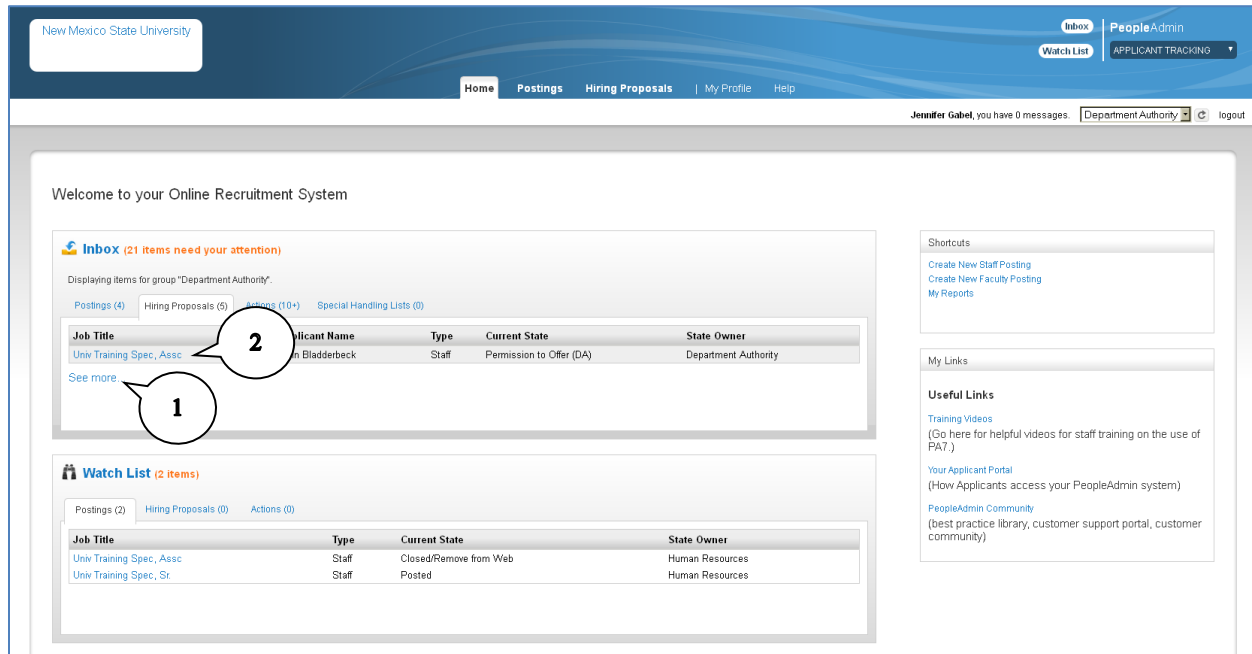 New Mexico State University
Inbox
PeopleAdmin
Watch List
APPLICANT TRACKING
Home Postings Hiring Proposals | My Profile Help
Jennifer Gabel, you have 0 messages. Department Authority logout
Welcome to your Online Recruitment System
Inbox (21 items need your attention)
Displaying items for group "Department Authority".
Postings (4) Hiring Proposals (5) Actions (10+) Special Handling Lists (0)
Job Title Applicant Name Type Current State State Owner
Univ Training Spec, Assc Bladderbeck Staff Permission to Offer (DA) Department Authority
2
See more.
1
Watch List (2 items)
Postings (2) Hiring Proposals (0) Actions (0)
Job Title Type Current State State Owner
Univ Training Spec, Assc Staff Closed/Remove from Web Human Resources
Univ Training Spec, Sr. Staff Posted Human Resources
Shortcuts
Create New Staff Posting
Create New Faculty Posting
My Reports
My Links
Useful Links
Training Videos
(Go here for helpful videos for staff training on the use of
PA7.)
Your Applicant Portal
(How Applicants access your PeopleAdmin system)
PeopleAdmin Community
(best practice library, customer support portal, customer
community)